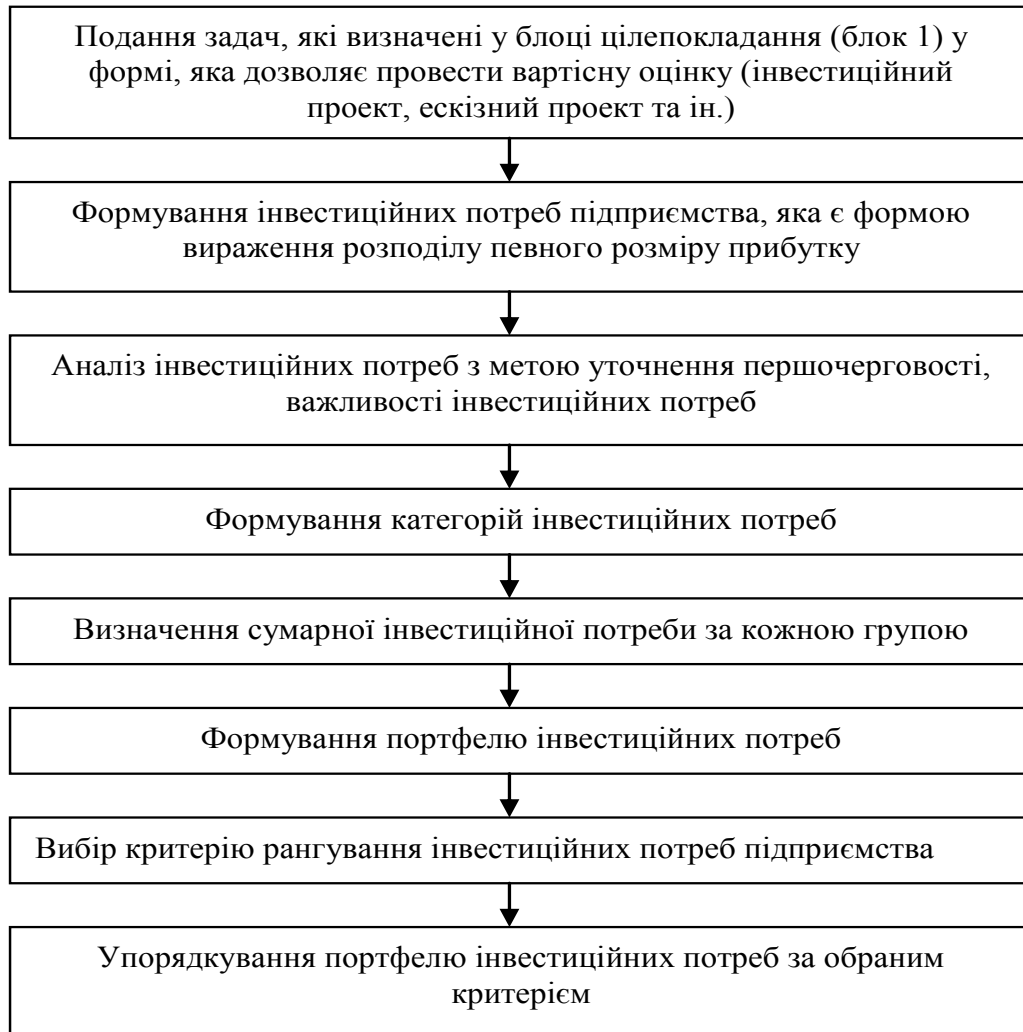 Подання задач, які визначені у блоці цілепокладання (блок 1) у
формі, яка дозволяє провести вартісну оцінку (інвестиційний
проект, ескізний проект та ін.)
Формування інвестиційних потреб підприємства, яка є формою
вираження розподілу певного розміру прибутку
Аналіз інвестиційних потреб з метою уточнення першочерговості,
важливості інвестиційних потреб
Формування категорій інвестиційних потреб
Визначення сумарної інвестиційної потреби за кожною групою
Формування портфелю інвестиційних потреб
Вибір критерію рангування інвестиційних потреб підприємства
Упорядкування портфелю інвестиційних потреб за обраним
критерієм